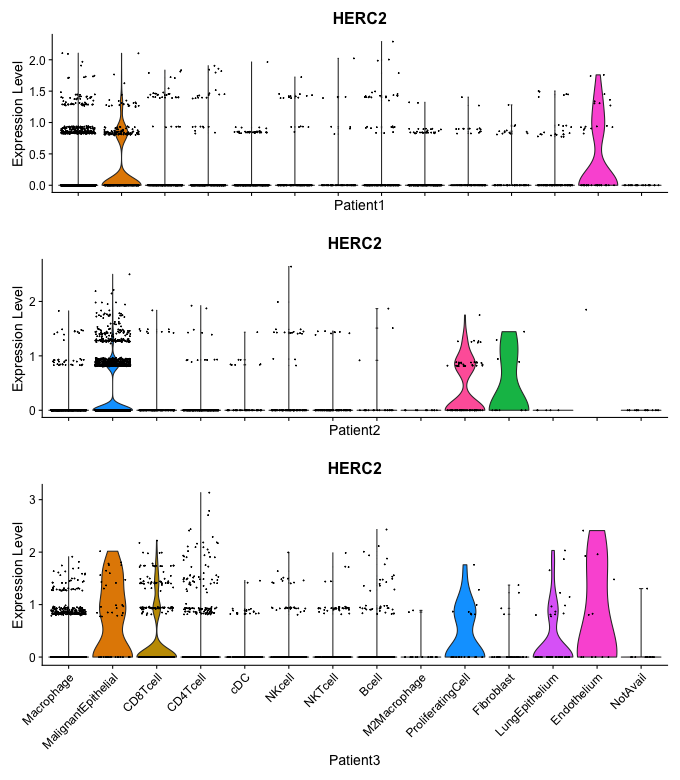 HERC2
Expression Level
2.0
1.5
1.0
0.5
0.0
Patient1
HERC2
Expression Level
2
1
0
Patient2
HERC2
Expression Level
3
2
1
0
Macrophage
MalignantEpithelial
CD8Tcell
CD4Tcell
cDC
NKcell
NKTcell
Bcell
M2Macrophage
ProliferatingCell
Fibroblast
LungEpithelium
Endothelium
NotAvail
Patient3